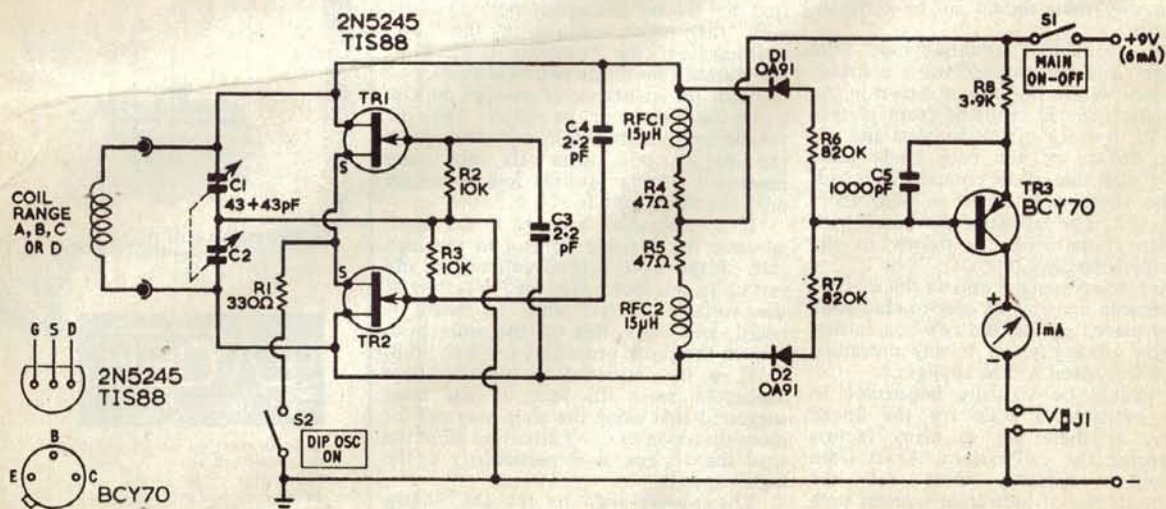 2N5245
TIS88
S1
+9V
(6mA)
MAIN
ON-OFF
D1
OA91
R8
3·9K
TR1
C4
2·2
pF
RFC1
15µH
R6
820K
C5
1000pF
TR3
BCY70
S
R2
10K
R4
47Ω
C1
43+43pF
COIL
RANGE
A, B, C
OR D
C3
2·2
pF
R3
10K
R5
47Ω
C2
R1
330Ω
S
R7
820K
RFC2
15µH
+
1mA
TR2
G S D
2N5245
TIS88
D2
OA91
S2
J1
DIP OSC
ON
B
E C
BCY70
−